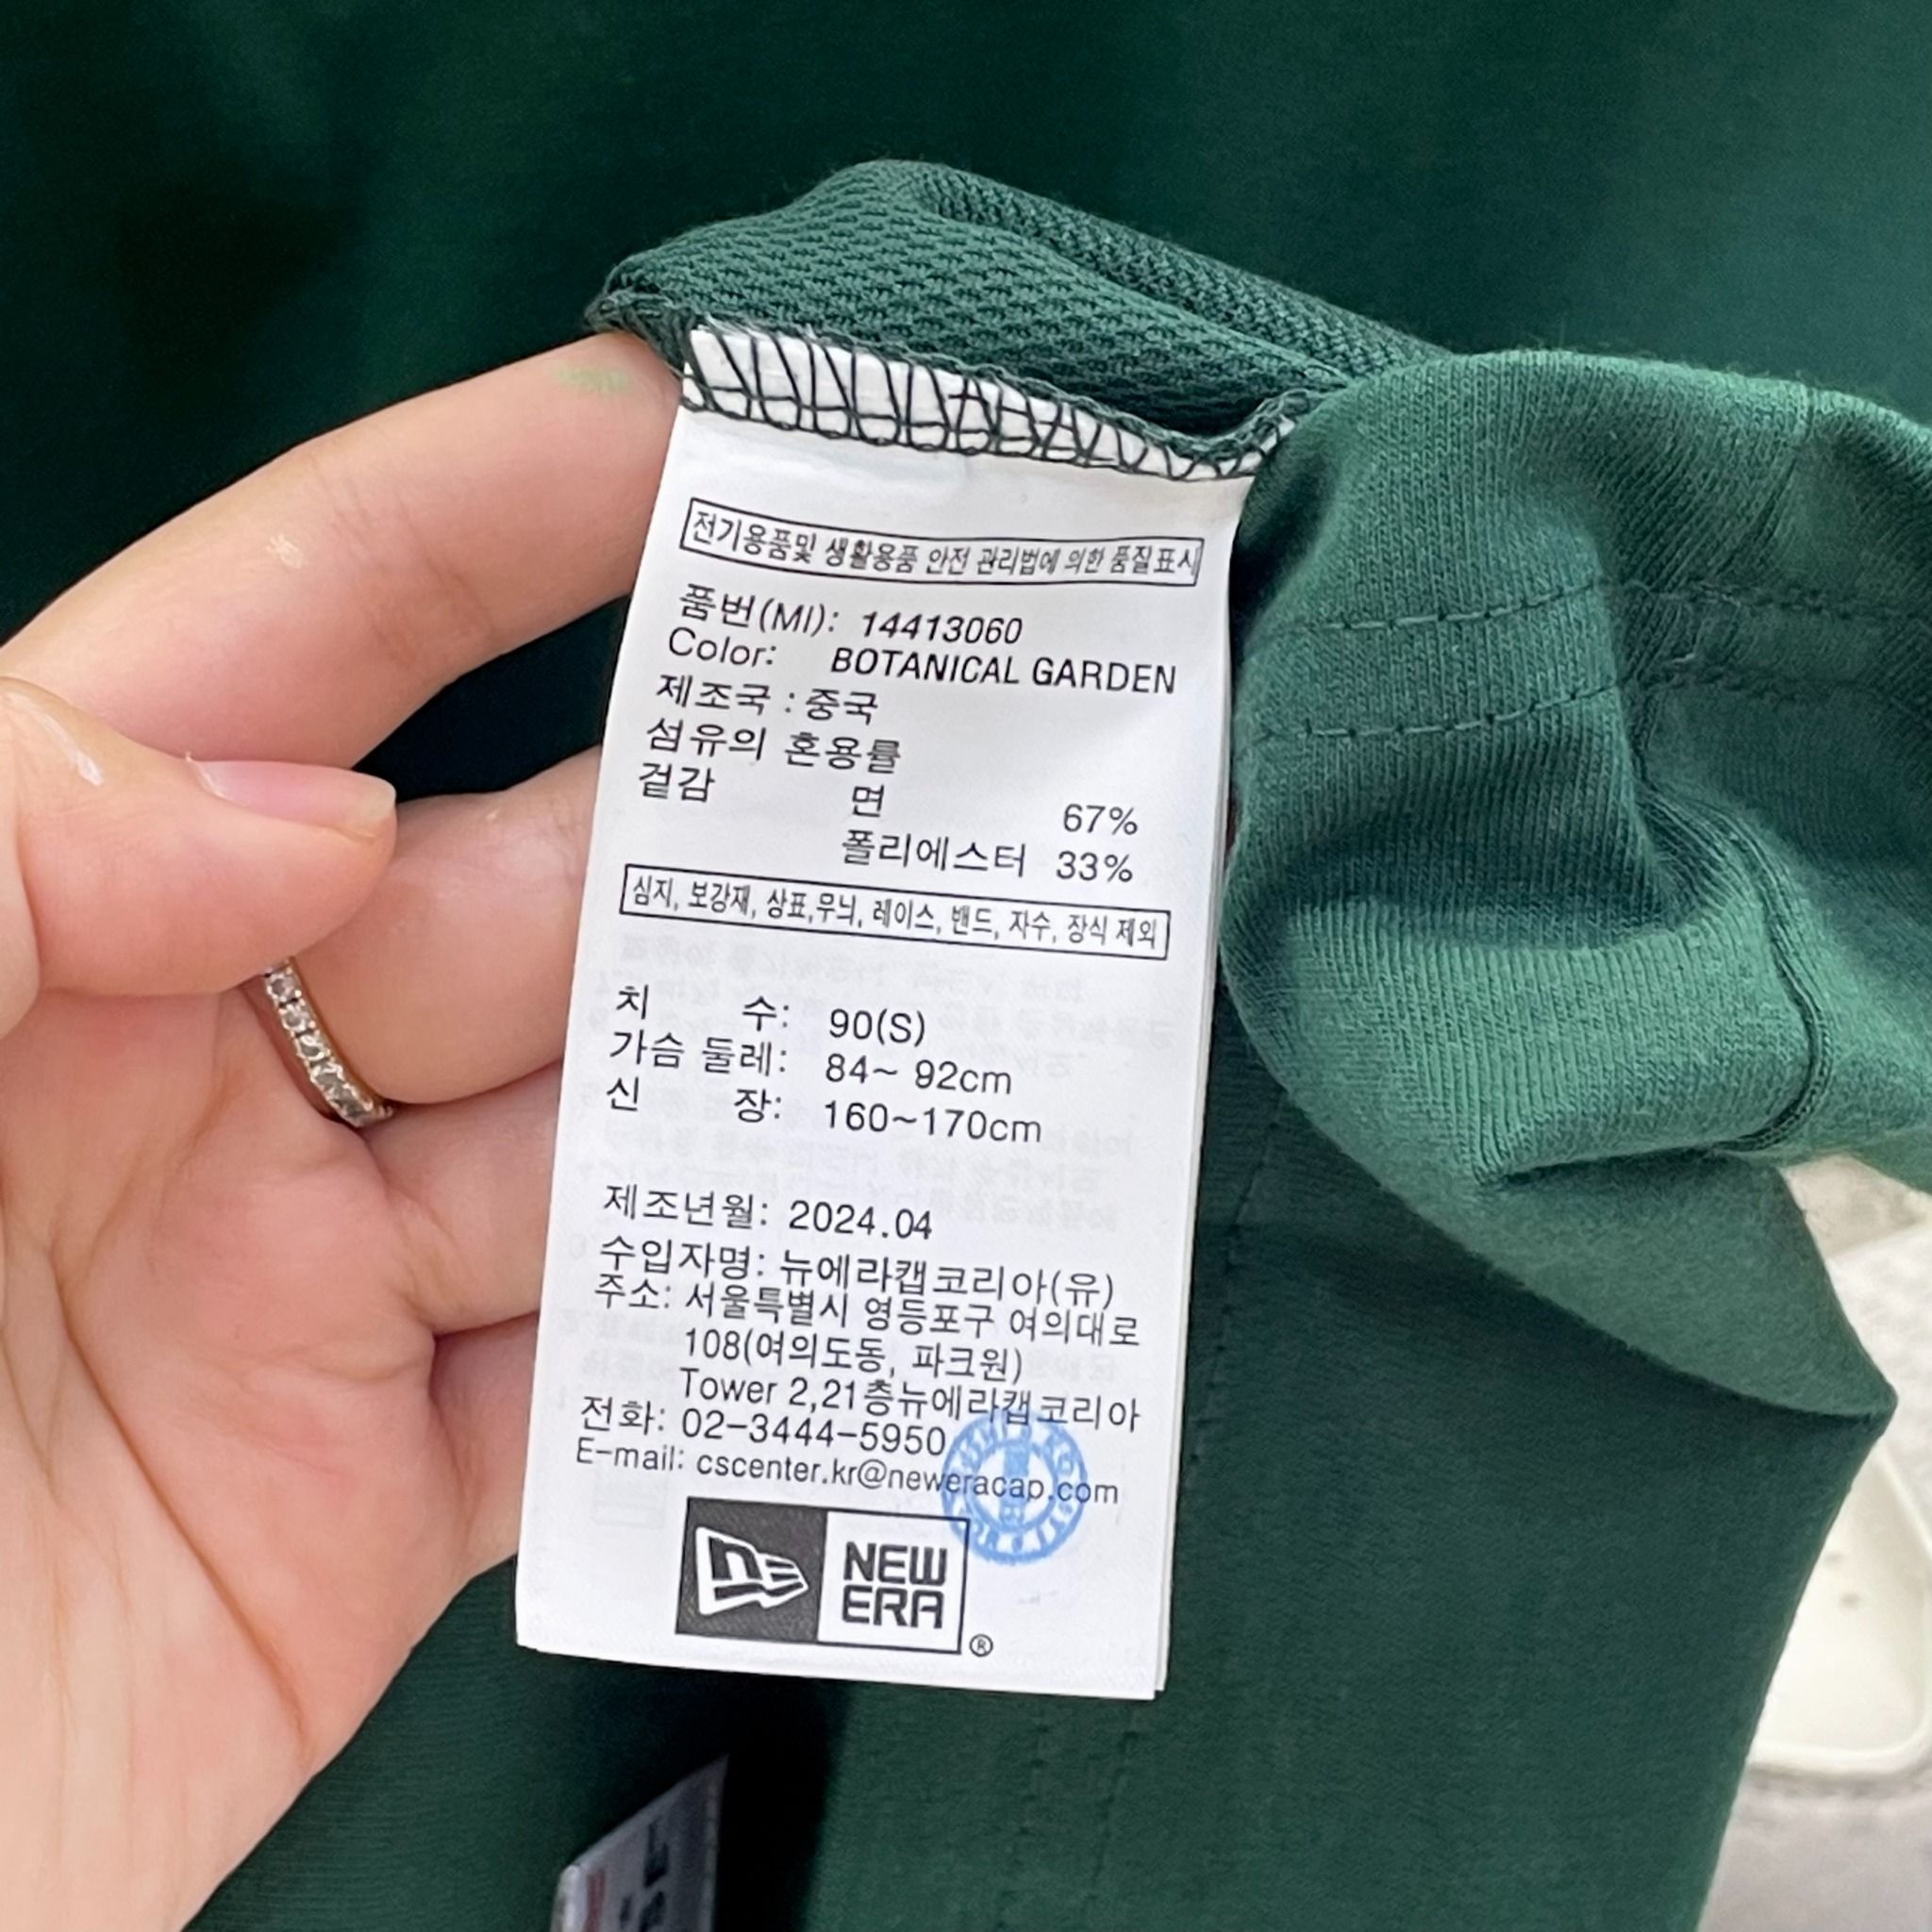 전기용품및 생활용품 안전 관리법에 의한 품질표시
품번(MI): 14413060
Color: BOTANICAL GARDEN
제조국 : 중국
섬유의 혼용률
겉감 면 67%
폴리에스터 33%
심지, 보강재, 상표,무늬, 레이스, 밴드, 자수, 장식 제외
치 수: 90(S)
가슴 둘레: 84~ 92cm
신 장: 160~170cm
제조년월: 2024.04
수입자명: 뉴에라캡코리아(유)
주소: 서울특별시 영등포구 여의대로
108(여의도동, 파크원)
Tower 2,21층뉴에라캡코리아
전화: 02-3444-5950
E-mail: cscenter.kr@neweracap.com
NEW
ERA
®